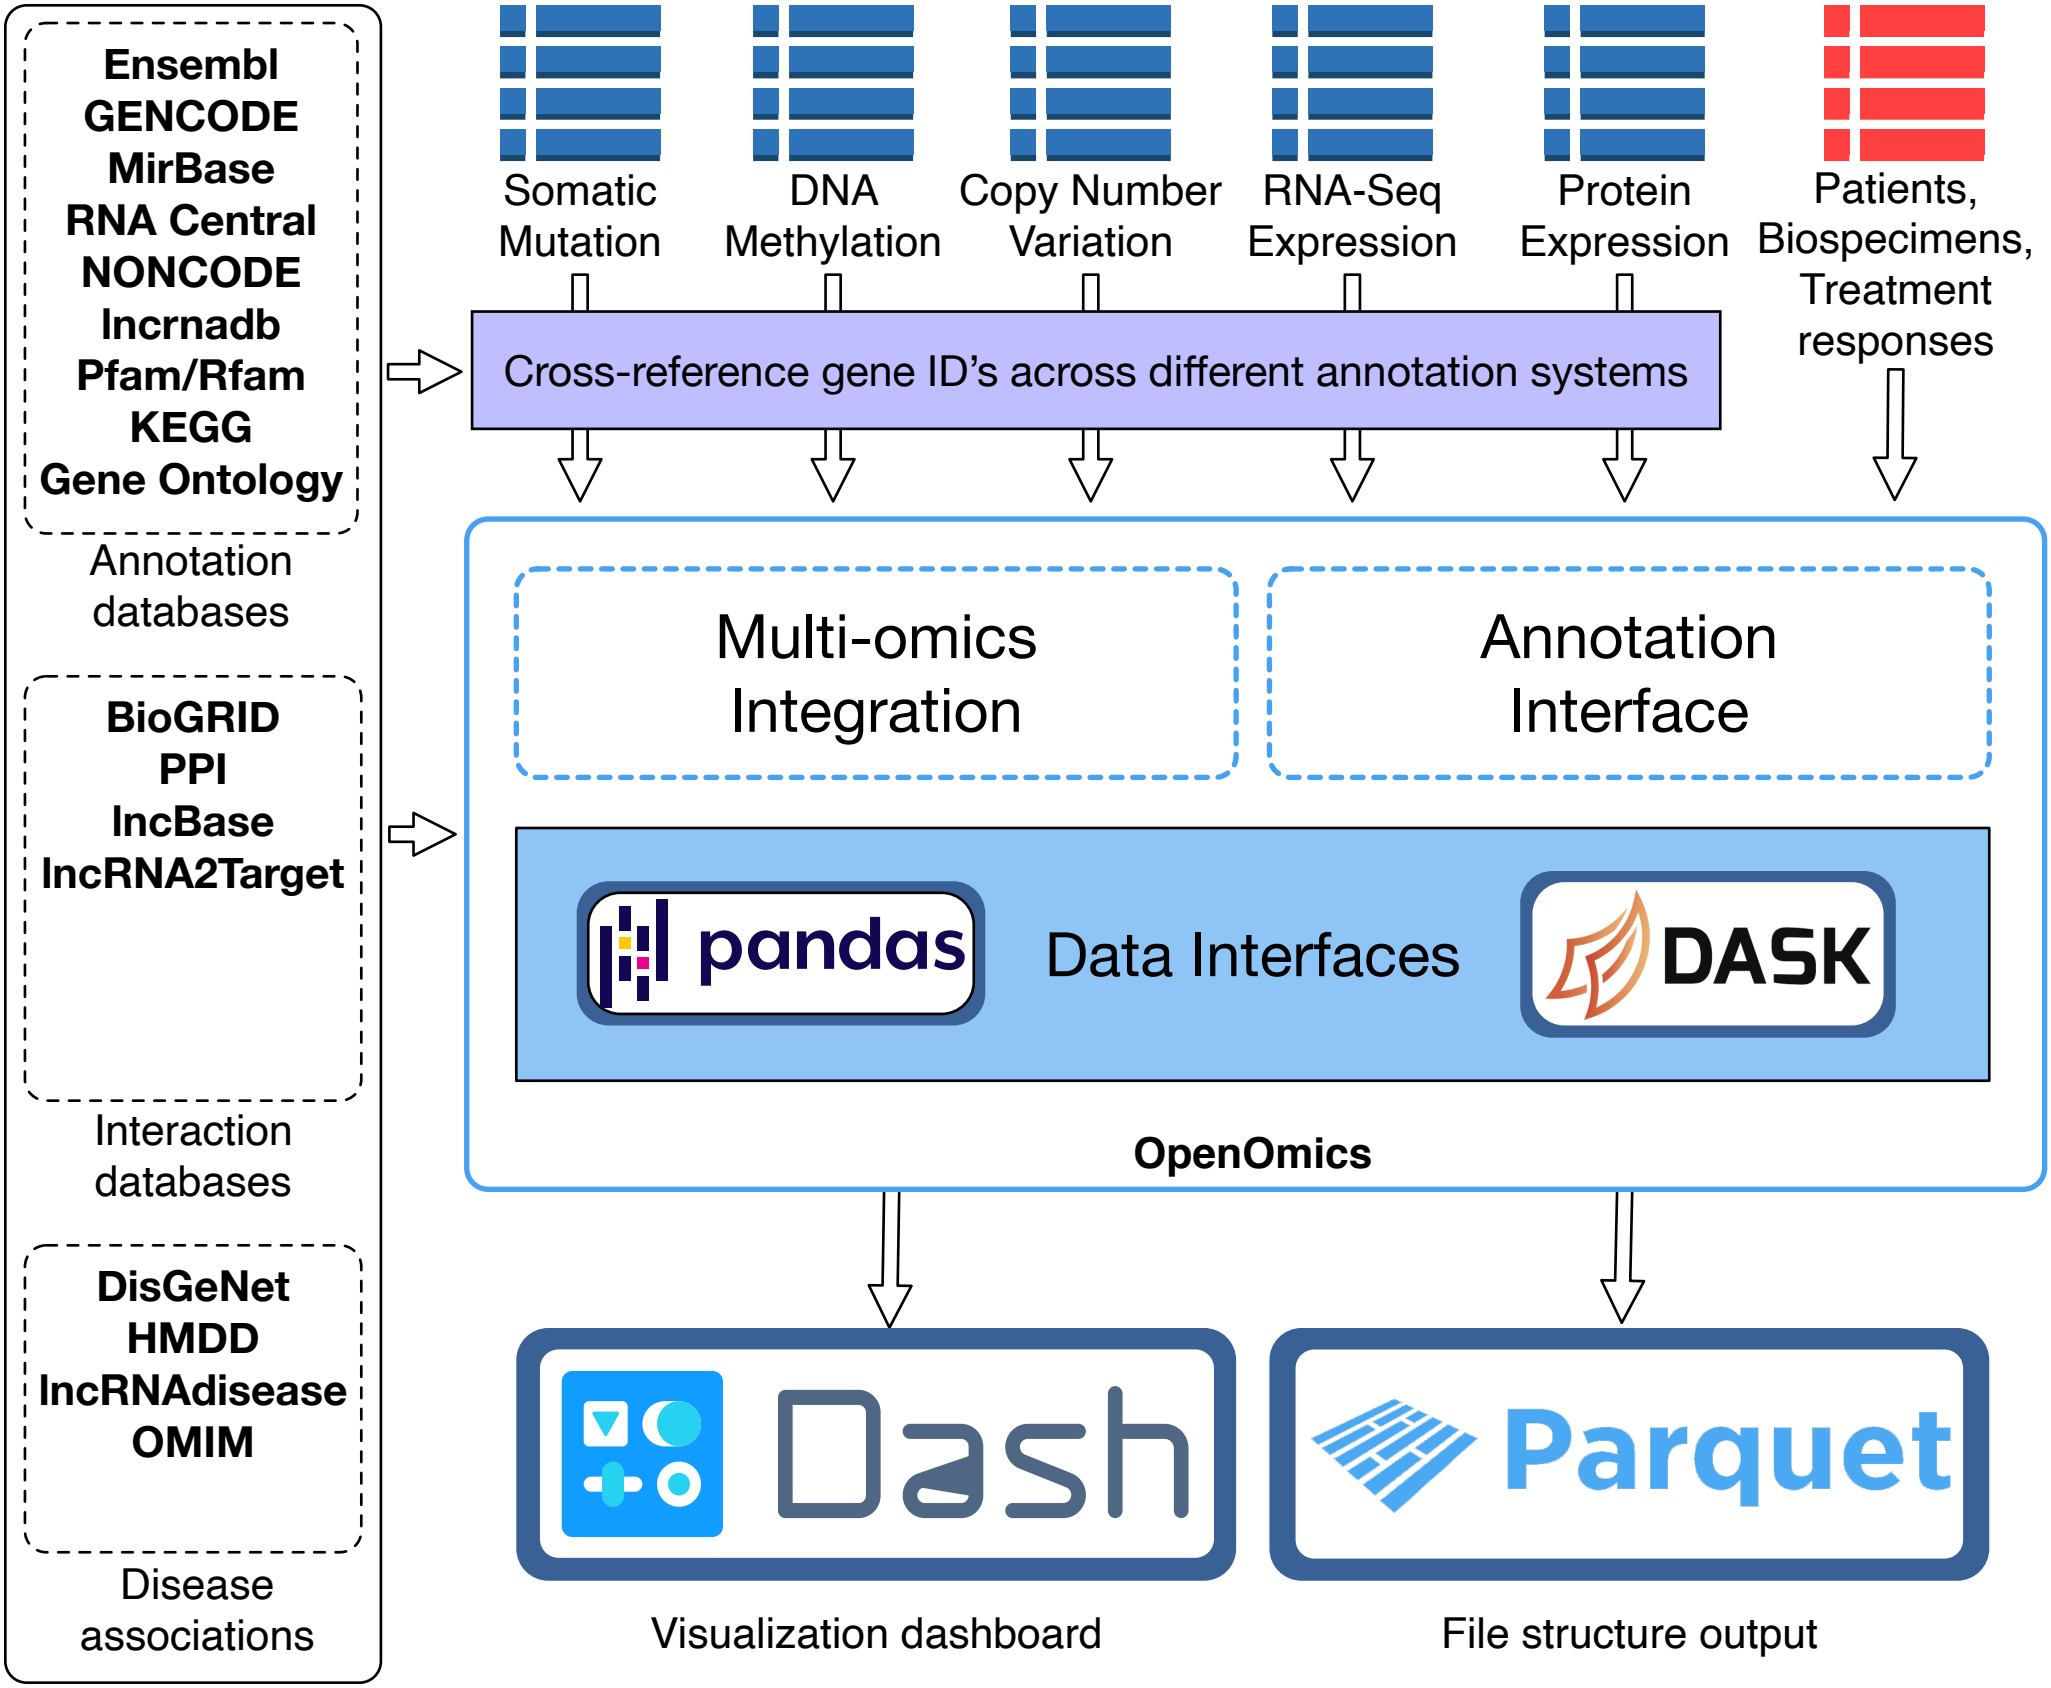 Ensembl
GENCODE
MirBase
RNA Central
NONCODE
lncrnadb
Pfam/Rfam
KEGG
Gene Ontology
Annotation
databases
BioGRID
PPI
lncBase
lncRNA2Target
Interaction
databases
DisGeNet
HMDD
lncRNAdisease
OMIM
Disease
associations
Somatic
Mutation
DNA
Methylation
Copy Number
Variation
RNA-Seq
Expression
Protein
Expression
Patients,
Biospecimens,
Treatment
responses
Cross-reference gene ID’s across different annotation systems
Multi-omics
Integration
Annotation
Interface
pandas
Data Interfaces
DASK
OpenOmics
Dash
Visualization dashboard
Parquet
File structure output